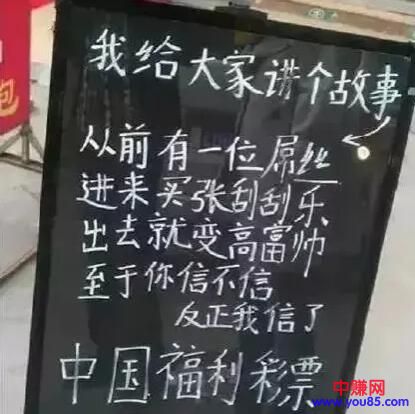 我给大家讲个故事
从前有一位屌丝
进来买张刮刮乐
出去就变高富帅
至于你信不信
反正我信了
中国福利彩票
包
中赚网
www.you85.com